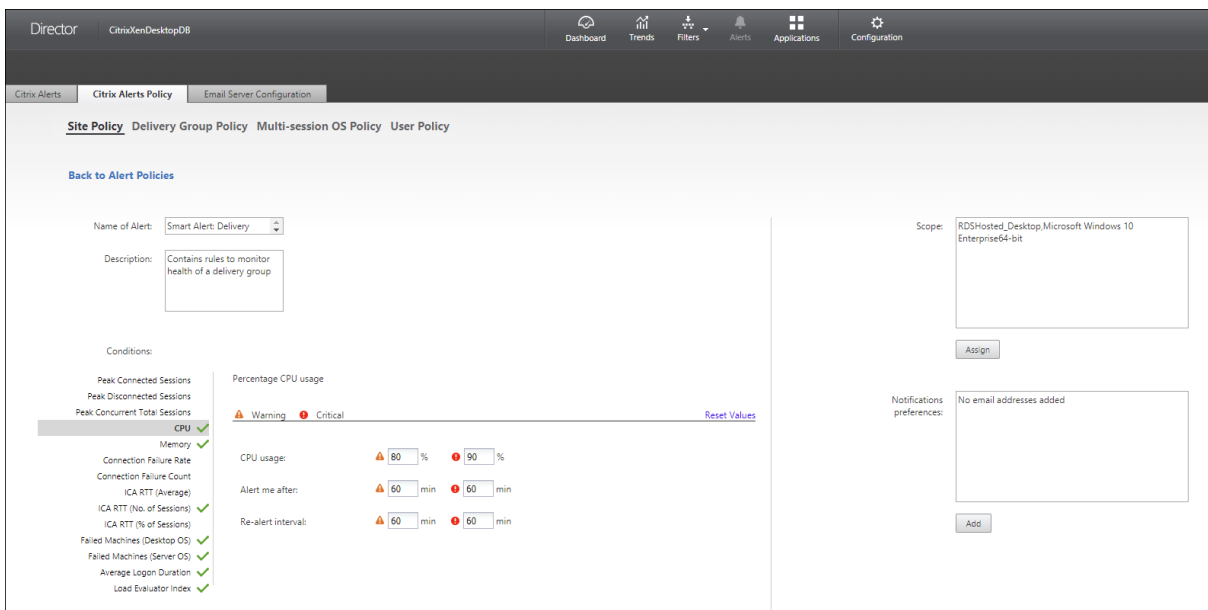 Director CitrixXenDesktopDB Dashboard Trends Filters Alerts Applications Configuration
Citrix Alerts Citrix Alerts Policy Email Server Configuration
Site Policy Delivery Group Policy Multi-session OS Policy User Policy
Back to Alert Policies
Name of Alert: Smart Alert: Delivery
Description: Contains rules to monitor
health of a delivery group
Conditions:
Peak Connected Sessions
Peak Disconnected Sessions
Peak Concurrent Total Sessions
CPU
Memory
Connection Failure Rate
Connection Failure Count
ICA RTT (Average)
ICA RTT (No. of Sessions)
ICA RTT (% of Sessions)
Failed Machines (Desktop OS)
Failed Machines (Server OS)
Average Logon Duration
Load Evaluator Index
Percentage CPU usage
Warning Critical Reset Values
CPU usage: 80 % 90 %
Alert me after: 60 min 60 min
Re-alert interval: 60 min 60 min
Scope: RDSHosted_Desktop,Microsoft Windows 10
Enterprise64-bit
Assign
Notifications
preferences:
No email addresses added
Add